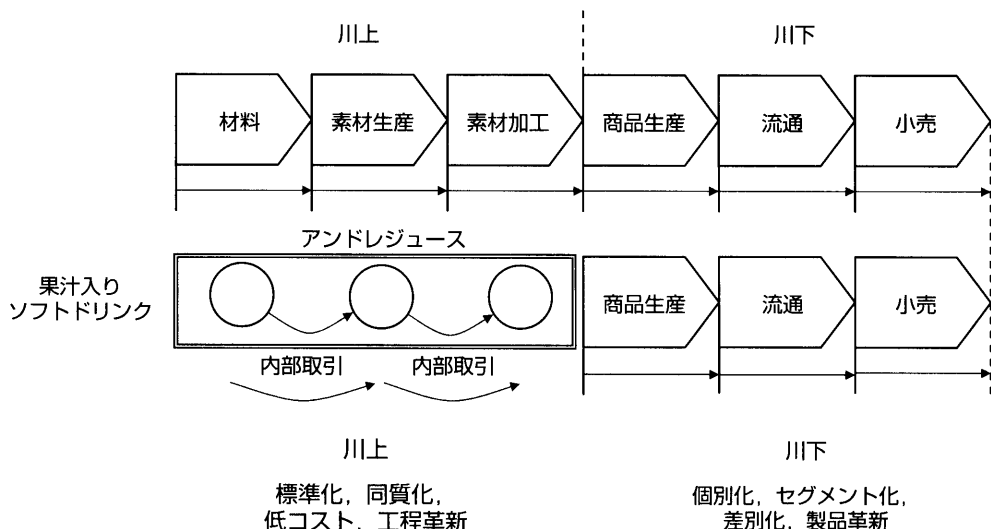 川上
川下
材料
素材生産
素材加工
商品生産
流通
小売
アンドレジュース
果汁入り
ソフトドリンク
商品生産
流通
小売
内部取引
内部取引
川上
川下
標準化,同質化,
低コスト、工程革新
個別化,セグメント化,
差別化,製品革新